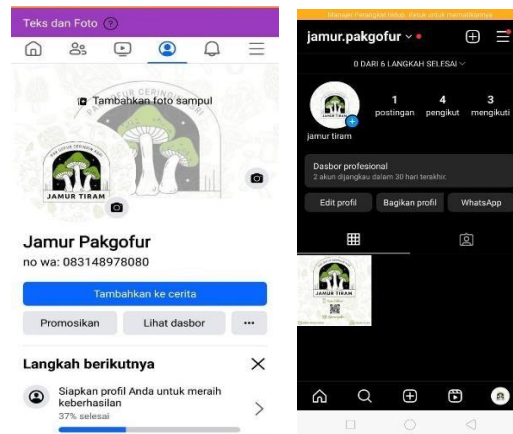 Teks dan Foto ?
Tambahkan foto sampul
JAMUR TIRAM
Jamur Pakgofur
no wa: 083148978080
Tambahkan ke cerita
Promosikan
Lihat dasbor
Langkah berikutnya
Siapkan profil Anda untuk meraih
keberhasilan
37% selesai
jamur.pakgofur
0 DARI 6 LANGKAH SELESAI
JAMUR TIRAM
1
postingan
4
pengikut
3
mengikuti
jamur tiram
Dasbor profesional
2 akun dijangkau dalam 30 hari terakhir.
Edit profil
Bagikan profil
WhatsApp
JAMUR TIRAM